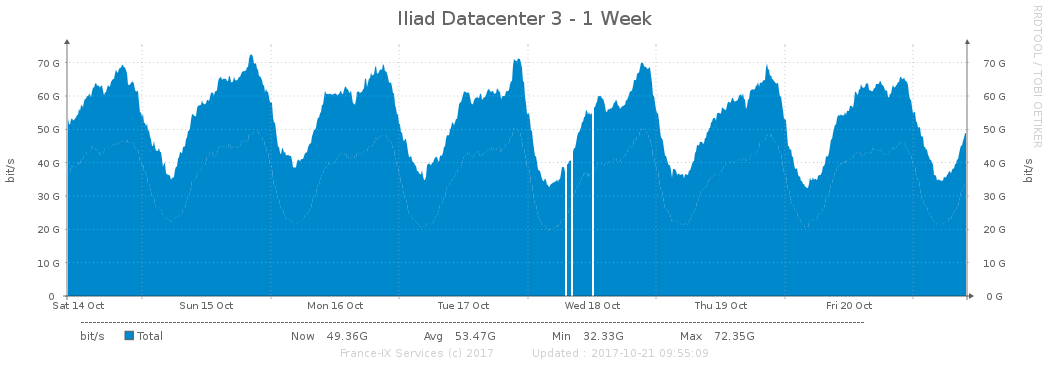 Iliad Datacenter 3 - 1 Week
RRDTOOL / TOBI OETIKER
70 G 70 G
60 G 60 G
50 G 50 G
40 G 40 G
30 G 30 G
20 G 20 G
10 G 10 G
0 0 G
bit/s
bit/s
Sat 14 Oct Sun 15 Oct Mon 16 Oct Tue 17 Oct Wed 18 Oct Thu 19 Oct Fri 20 Oct
bit/s Total Now 49.36G Avg 53.47G Min 32.33G Max 72.35G
France-IX Services (c) 2017 Updated : 2017-10-21 09:55:09